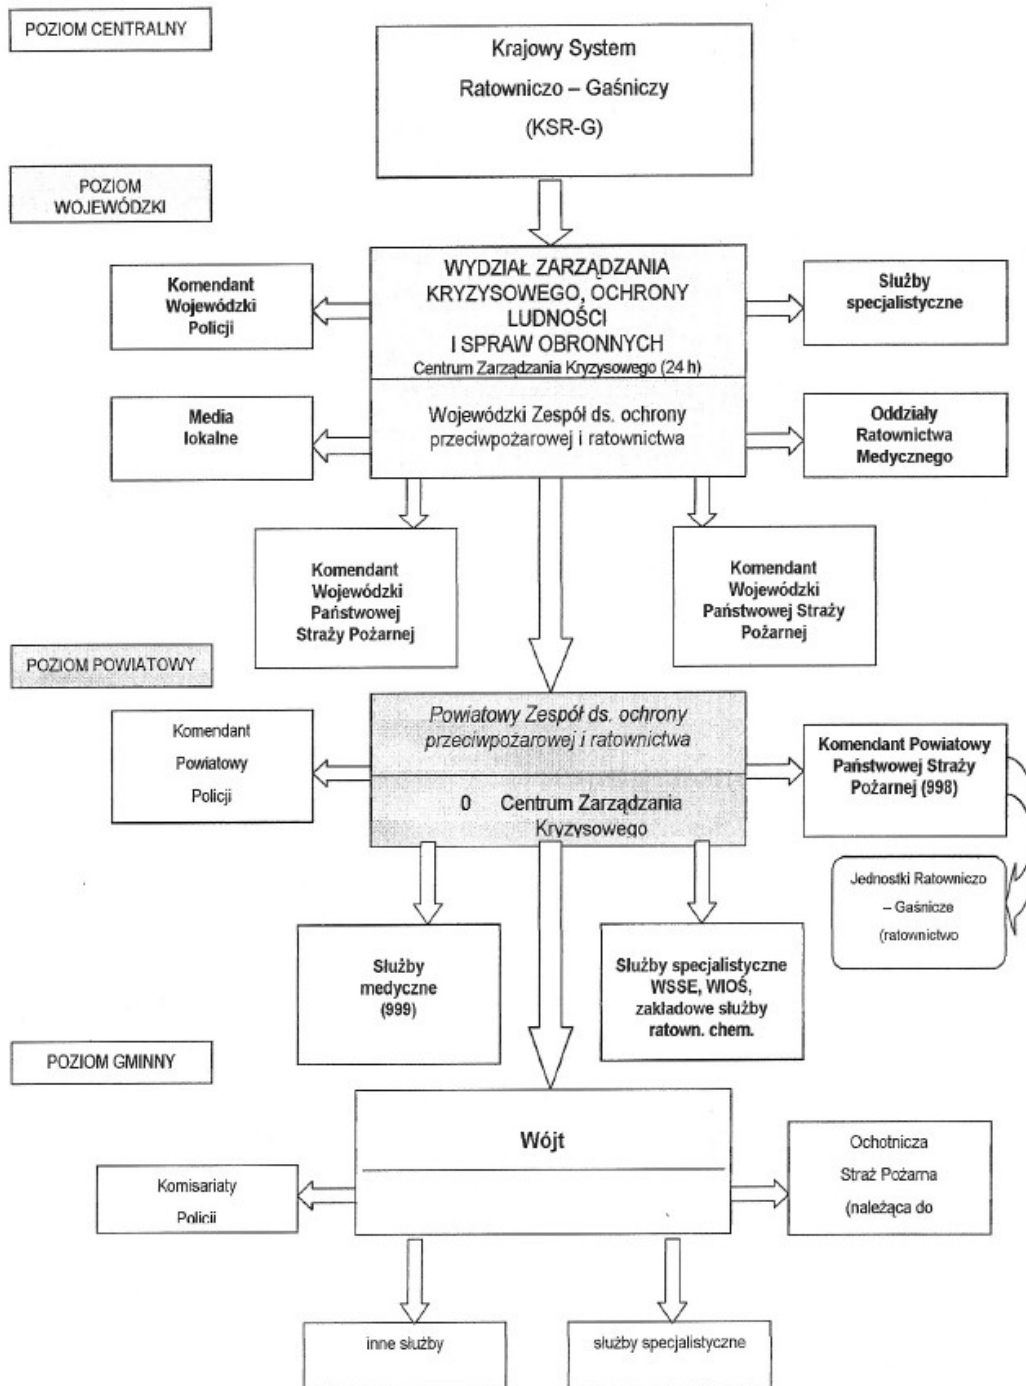 POZIOM CENTRALNY
Krajowy System
Ratowniczo – Gaśniczy
(KSR-G)
POZIOM
WOJEWÓDZKI
Komendant
Wojewódzki
Policji
WYDZIAŁ ZARZĄDZANIA
KRYZYSOWEGO, OCHRONY
LUDNOŚCI
I SPRAW OBRONNYCH
Centrum Zarządzania Kryzysowego (24 h)
Służby
specjalistyczne
Media
lokalne
Wojewódzki Zespół ds. ochrony
przeciwpożarowej i ratownictwa
Oddziały
Ratownictwa
Medycznego
Komendant
Wojewódzki
Państwowej
Straży Pożarnej
Komendant
Wojewódzki
Państwowej Straży
Pożarnej
POZIOM POWIATOWY
Komendant
Powiatowy
Policji
Powiatowy Zespół ds. ochrony
przeciwpożarowej i ratownictwa
0 Centrum Zarządzania
Kryzysowego
Komendant Powiatowy
Państwowej Straży
Pożarnej (998)
Jednostki Ratowniczo
– Gaśnicze
(ratownictwo
Służby
medyczne
(999)
Służby specjalistyczne
WSSE, WIOŚ,
zakładowe służby
ratown. chem.
POZIOM GMINNY
Wójt
Komisariaty
Policji
Ochotnicza
Straż Pożarna
(należąca do
inne służby
służby specjalistyczne